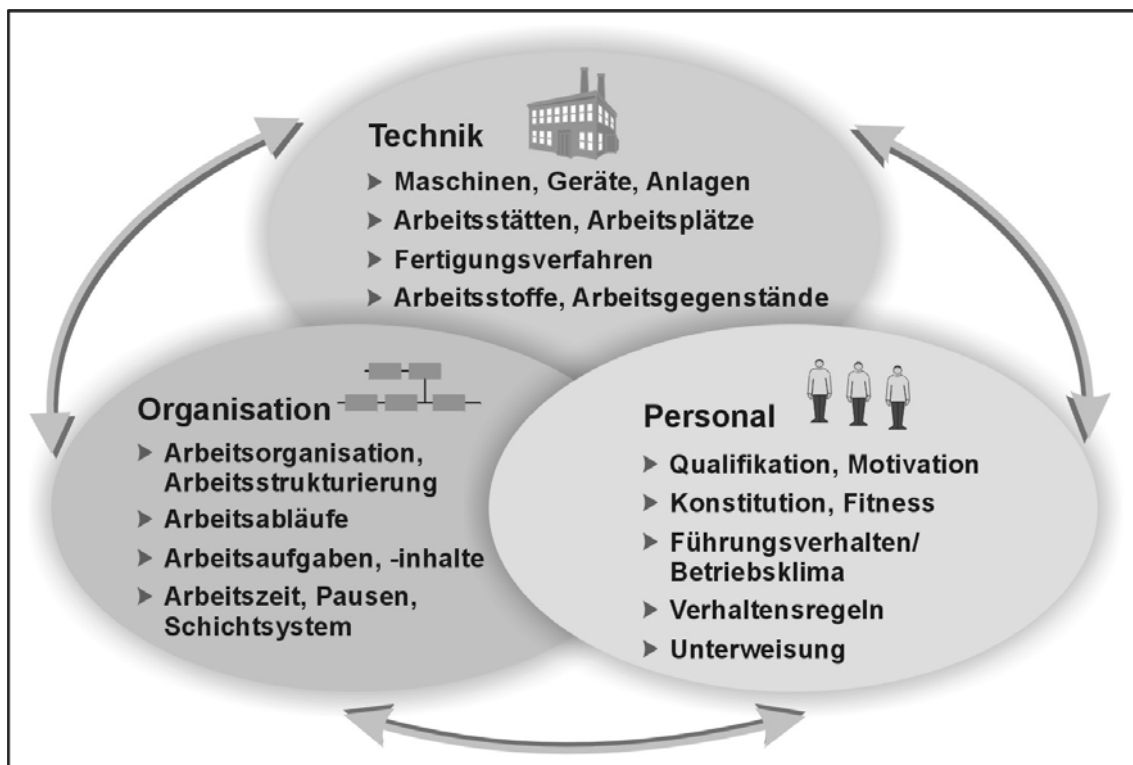 Technik
Maschinen, Geräte, Anlagen
Arbeitsstätten, Arbeitsplätze
Fertigungsverfahren
Arbeitsstoffe, Arbeitsgegenstände
Organisation
Arbeitsorganisation,
Arbeitsstrukturierung
Arbeitsabläufe
Arbeitsaufgaben, -inhalte
Arbeitszeit, Pausen,
Schichtsystem
Personal
Qualifikation, Motivation
Konstitution, Fitness
Führungsverhalten/
Betriebsklima
Verhaltensregeln
Unterweisung